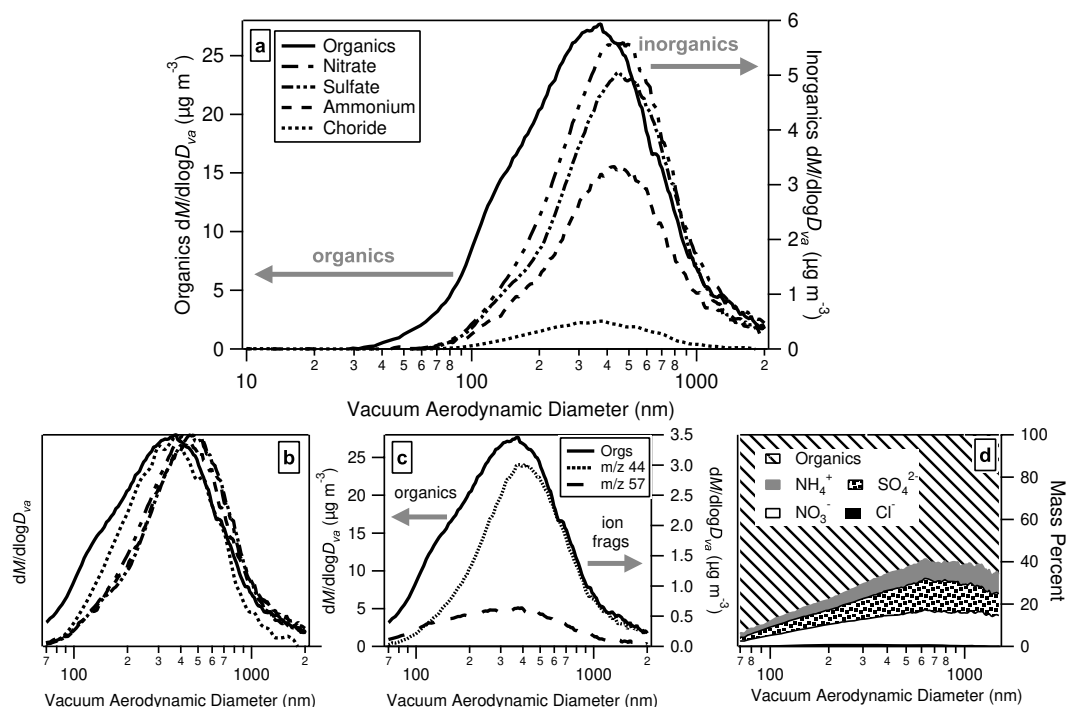 a
Organics
Nitrate
Sulfate
Ammonium
Choride
inorganics
organics
Organics dM/dlogDva (µg m-3)
25
20
15
10
5
0
6
5
4
3
2
1
0
Inorganics dM/dlogDva (µg m-3)
10 2 3 4 5 6 7 8 100 2 3 4 5 6 7 8 1000 2
Vacuum Aerodynamic Diameter (nm)
b
dM/dlogDva
7 100 2 3 4 5 6 7 1000 2
Vacuum Aerodynamic Diameter (nm)
c
Orgs
m/z 44
m/z 57
organics
ion
frags
dM/dlogDva (µg m-3)
25
20
15
10
5
0
3.5
3.0
2.5
2.0
1.5
1.0
0.5
0.0
dM/dlogDva (µg m-3)
7 100 2 3 4 5 6 7 1000 2
Vacuum Aerodynamic Diameter (nm)
d
Organics
NH4+ SO42-
NO3- Cl-
100
80
60
40
20
0
Mass Percent
7 8 100 2 3 4 5 6 7 8 1000
Vacuum Aerodynamic Diameter (nm)